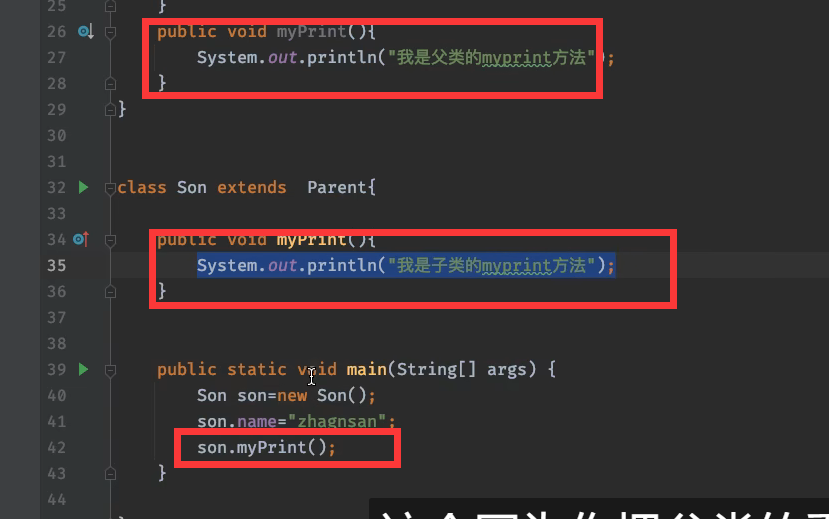 25 }
26 public void myPrint(){
27 System.out.println("我是父类的myprint方法");
28 }
29 }
30
31
32 class Son extends Parent{
33
34 public void myPrint(){
35 System.out.println("我是子类的myprint方法");
36 }
37
38
39 public static void main(String[] args) {
40 Son son=new Son();
41 son.name="zhagnsan";
42 son.myPrint();
43 }
44